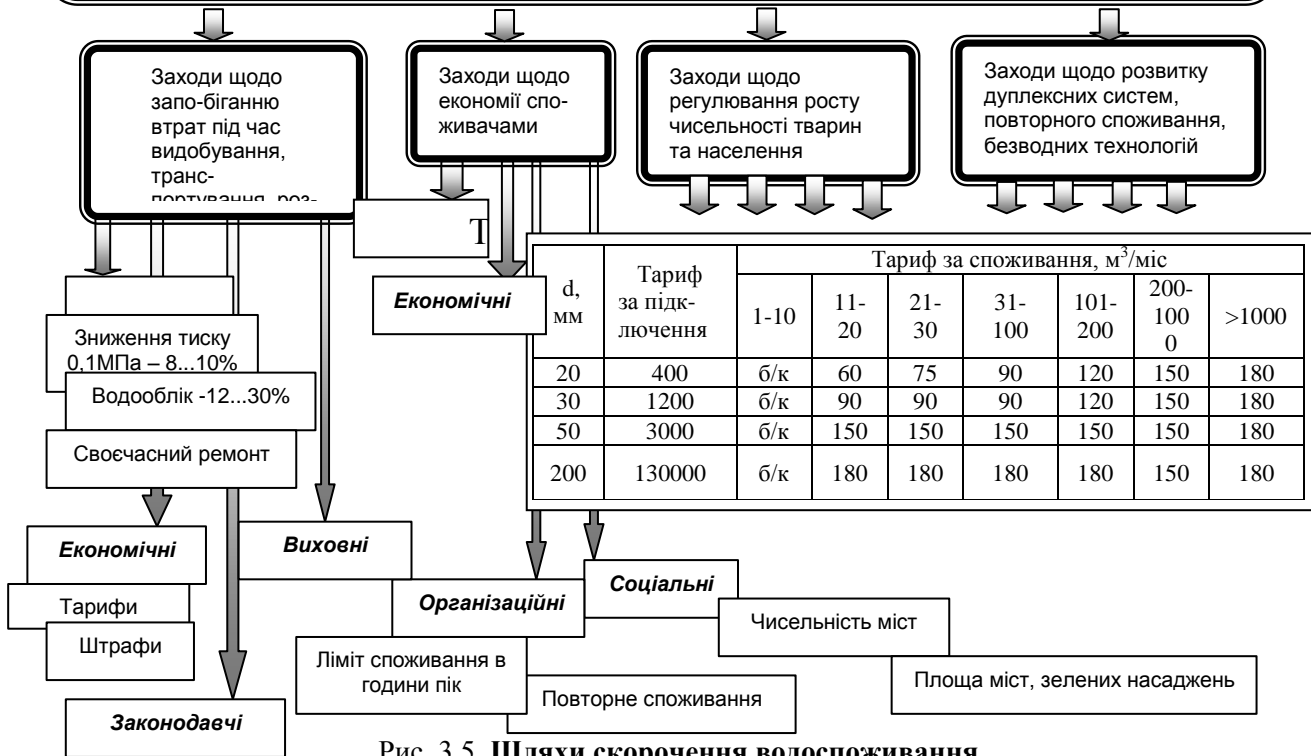 Заходи щодо
запо-біганню
втрат під час
видобування,
транс-
портування, роз-
Заходи щодо
економії спо-
живачами
Заходи щодо
регулювання росту
чисельності тварин
та населення
Заходи щодо розвитку
дуплексних систем,
повторного споживання,
безводних технологій
Т
Економічні
d, мм
Тариф за підк-лючення
Тариф за споживання, м³/міс
1-10 11-20 21-30 31-100 101-200 200-1000 >1000
20 400 б/к 60 75 90 120 150 180
30 1200 б/к 90 90 90 120 150 180
50 3000 б/к 150 150 150 150 150 180
200 130000 б/к 180 180 180 180 150 180
Зниження тиску
0,1МПа – 8...10%
Водооблік -12...30%
Своєчасний ремонт
Економічні
Тарифи
Штрафи
Законодавчі
Виховні
Організаційні
Ліміт споживання в
години пік
Повторне споживання
Соціальні
Чисельність міст
Площа міст, зелених насаджень
Рис. 3.5. Шляхи скорочення водоспоживання